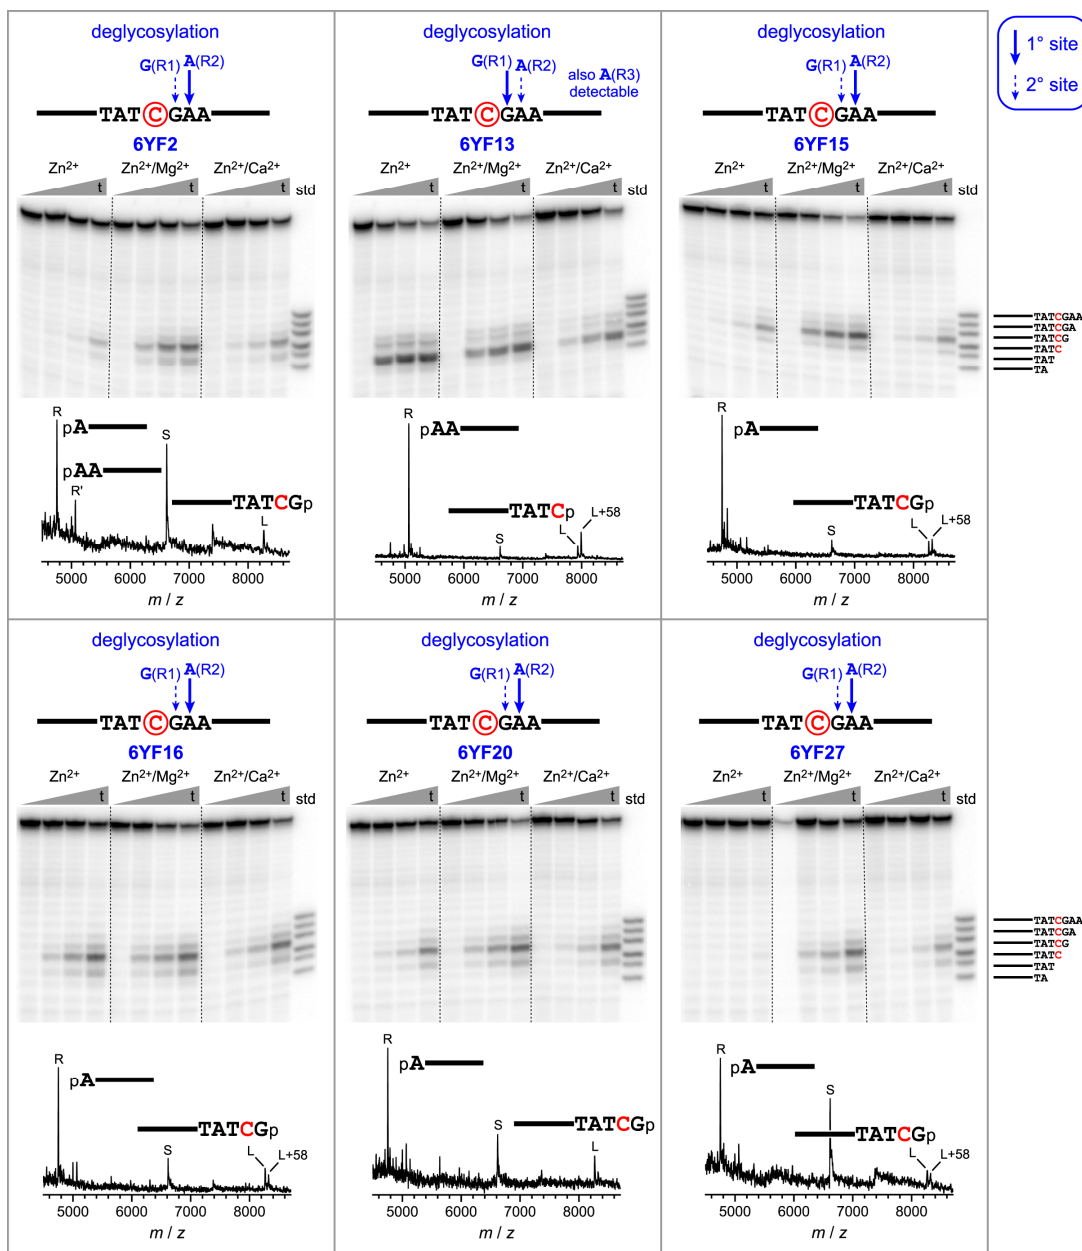 deglycosylation
G(R1) A(R2)
TATCGAA
6YF2
Zn2+ Zn2+/Mg2+ Zn2+/Ca2+
t t t std
R
pA
S
pAA
R'
TATCGp
L
5000 6000 7000 8000
m / z
deglycosylation
G(R1) A(R2)
also A(R3)
detectable
TATCGAA
6YF13
Zn2+ Zn2+/Mg2+ Zn2+/Ca2+
t t t std
R
pAA
TATCp
L+58
L
S
5000 6000 7000 8000
m / z
deglycosylation
G(R1) A(R2)
TATCGAA
6YF15
Zn2+ Zn2+/Mg2+ Zn2+/Ca2+
t t t std
R
pA
TATCGp
L L+58
S
5000 6000 7000 8000
m / z
1° site
2° site
TATCGAA
TATCGA
TATCG
TATC
TAT
TA
deglycosylation
G(R1) A(R2)
TATCGAA
6YF16
Zn2+ Zn2+/Mg2+ Zn2+/Ca2+
t t t std
R
pA
TATCGp
S
L L+58
5000 6000 7000 8000
m / z
deglycosylation
G(R1) A(R2)
TATCGAA
6YF20
Zn2+ Zn2+/Mg2+ Zn2+/Ca2+
t t t std
R
pA
S
TATCGp
L
5000 6000 7000 8000
m / z
deglycosylation
G(R1) A(R2)
TATCGAA
6YF27
Zn2+ Zn2+/Mg2+ Zn2+/Ca2+
t t t std
R
pA
S
TATCGp
L L+58
5000 6000 7000 8000
m / z
TATCGAA
TATCGA
TATCG
TATC
TAT
TA